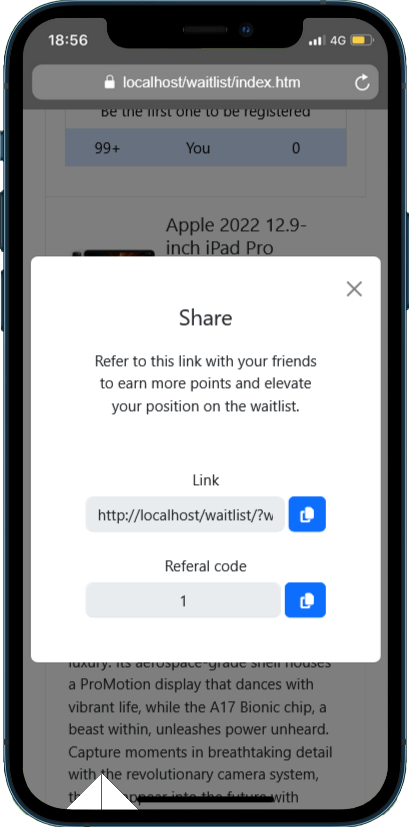 18:56
4G
localhost/waitlist/index.htm
Be the first one to be registered
99+ You 0
Apple 2022 12.9-
inch iPad Pro
Share
Refer to this link with your friends
to earn more points and elevate
your position on the waitlist.
Link
http://localhost/waitlist/?w
Referal code
1
luxury. Its aerospace-grade shell houses
a ProMotion display that dances with
vibrant life, while the A17 Bionic chip, a
beast within, unleashes power unheard.
Capture moments in breathtaking detail
with the revolutionary camera system,
appear into the future with